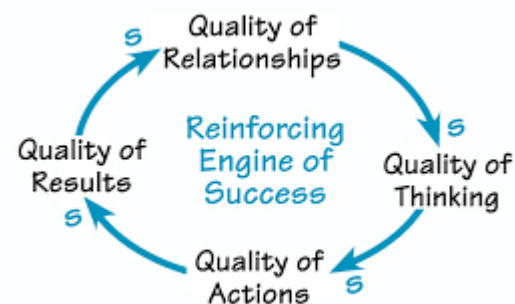 Quality of
Relationships
s
s
Reinforcing
Engine of
Success
Quality of
Results
Quality of
Thinking
s
s
Quality of
Actions